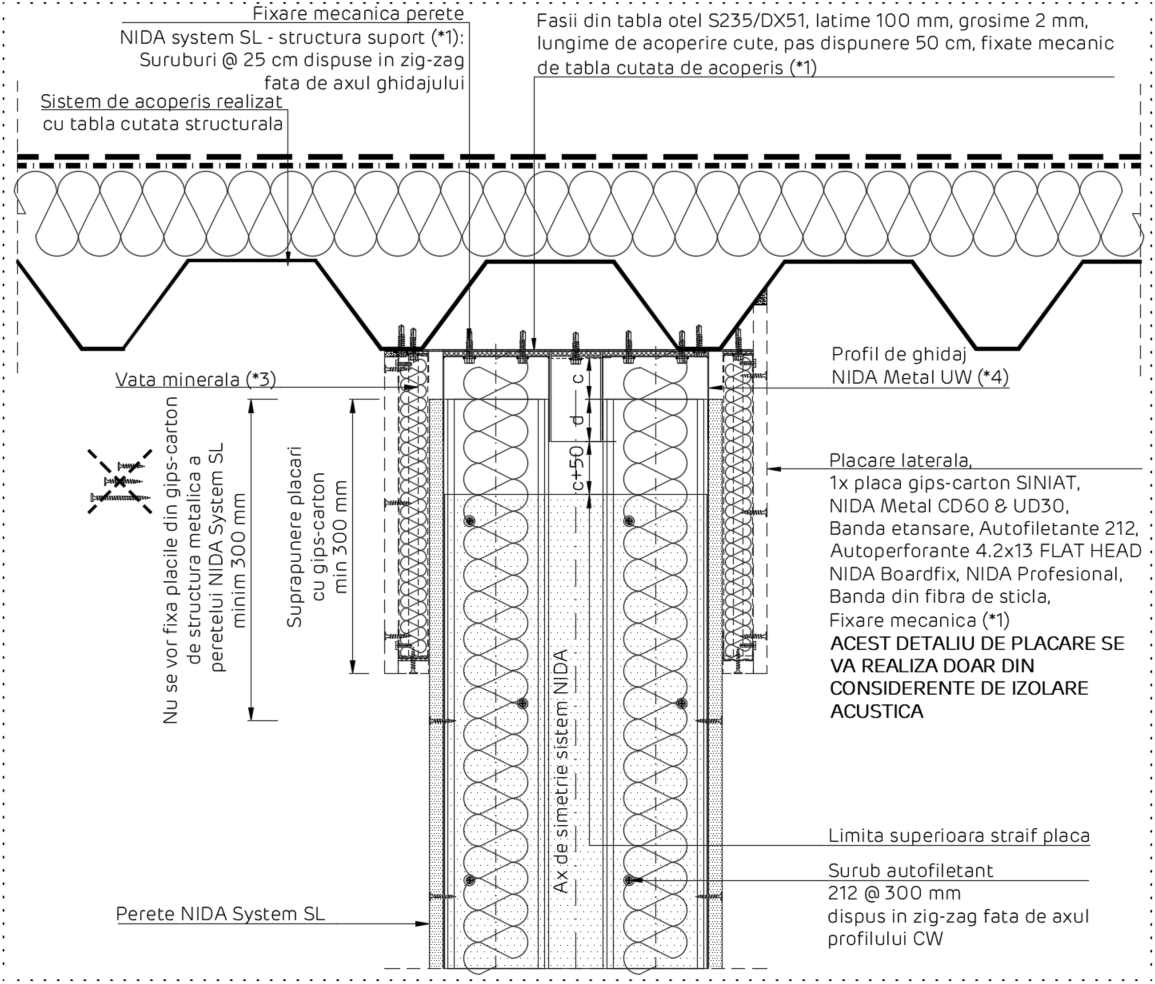 Fixare mecanica perete
NIDA system SL - structura suport (*1):
Suruburi @ 25 cm dispuse in zig-zag
fata de axul ghidajului
Fasii din tabla otel S235/DX51, latime 100 mm, grosime 2 mm,
lungime de acoperire cute, pas dispunere 50 cm, fixate mecanic
de tabla cutata de acoperis (*1)
Sistem de acoperis realizat
cu tabla cutata structurala
Vata minerala (*3)
Profil de ghidaj
NIDA Metal UW (*4)
c
d
c+50
Nu se vor fixa placile din gips-carton
de structura metalica a
peretelui NIDA System SL
minim 300 mm
Suprapunere placari
cu gips-carton
min 300 mm
Placare laterala,
1x placa gips-carton SINIAT,
NIDA Metal CD60 & UD30,
Banda etansare, Autofiletante 212,
Autoperforante 4.2x13 FLAT HEAD
NIDA Boardfix, NIDA Profesional,
Banda din fibra de sticla,
Fixare mecanica (*1)
ACEST DETALIU DE PLACARE SE
VA REALIZA DOAR DIN
CONSIDERENTE DE IZOLARE
ACUSTICA
Ax de simetrie sistem NIDA
Limita superioara straif placa
Surub autofiletant
212 @ 300 mm
dispus in zig-zag fata de axul
profilului CW
Perete NIDA System SL